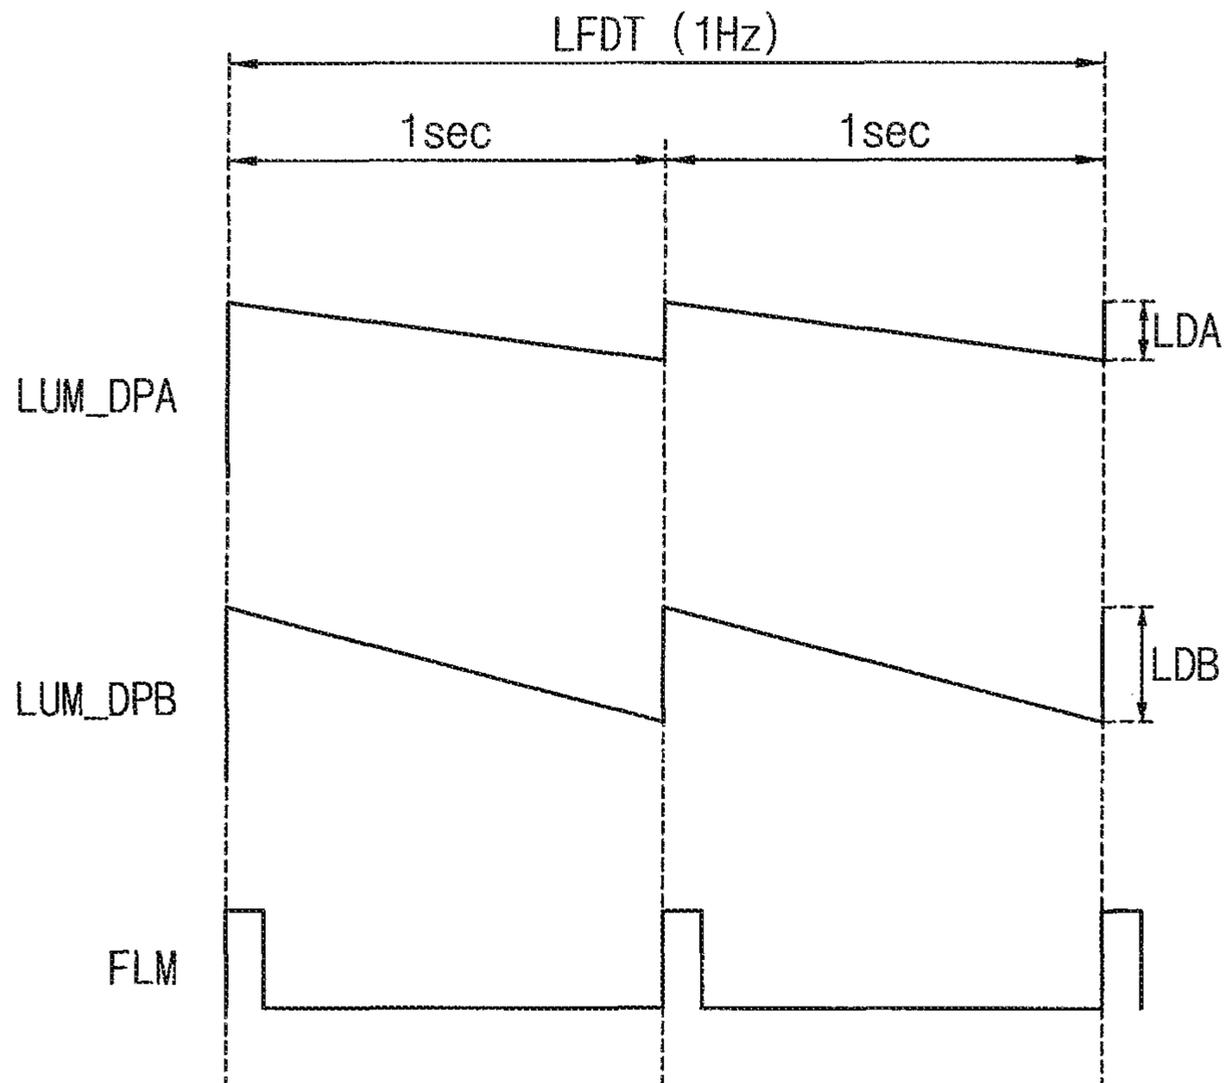 LFDT (1Hz)
1sec 1sec
LDA
LUM_DPA
LDB
LUM_DPB
FLM